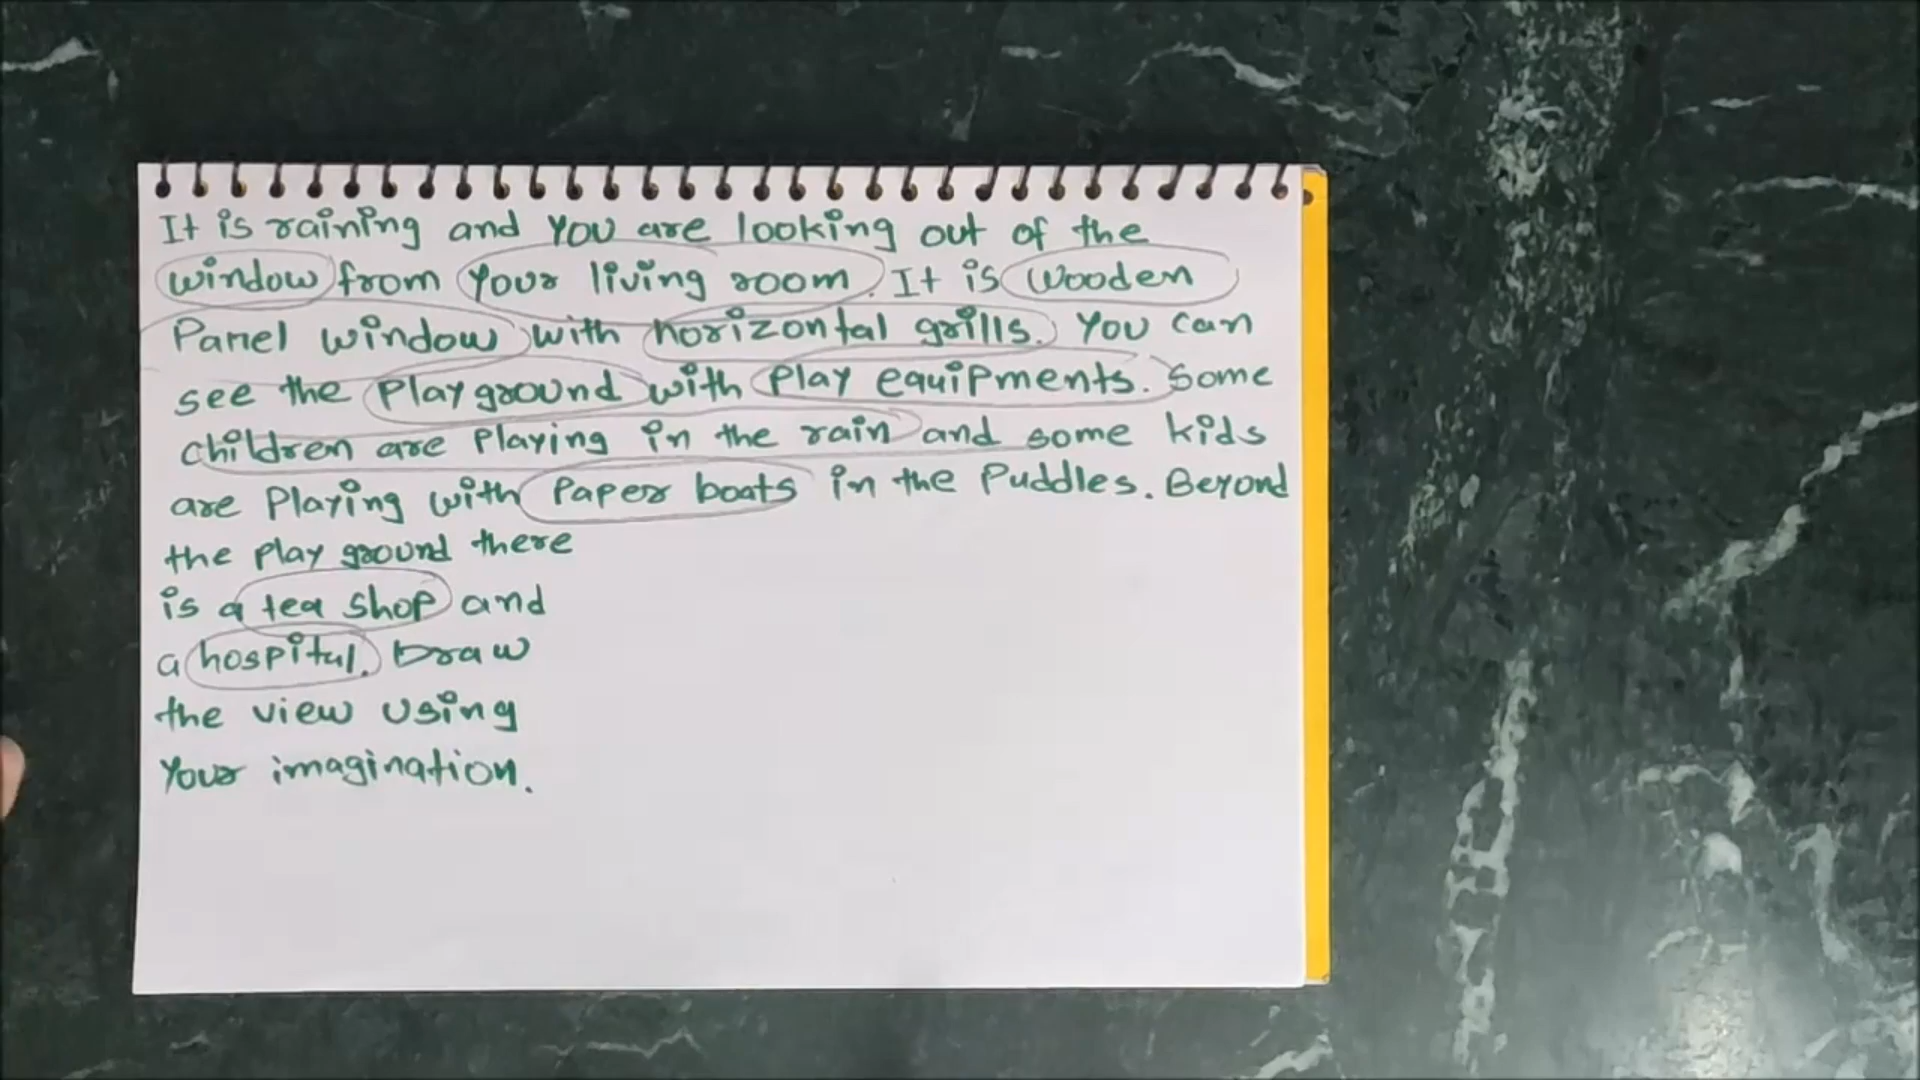 It is raining and you are looking out of the
window from your living room. It is wooden
Panel window with horizontal grills. You can
see the playground with play equipments. Some
children are playing in the rain and some kids
are Playing with Paper boats in the Puddles. Beyond
the play ground there
is a tea shop and
a hospital. Draw
the view using
your imagination.